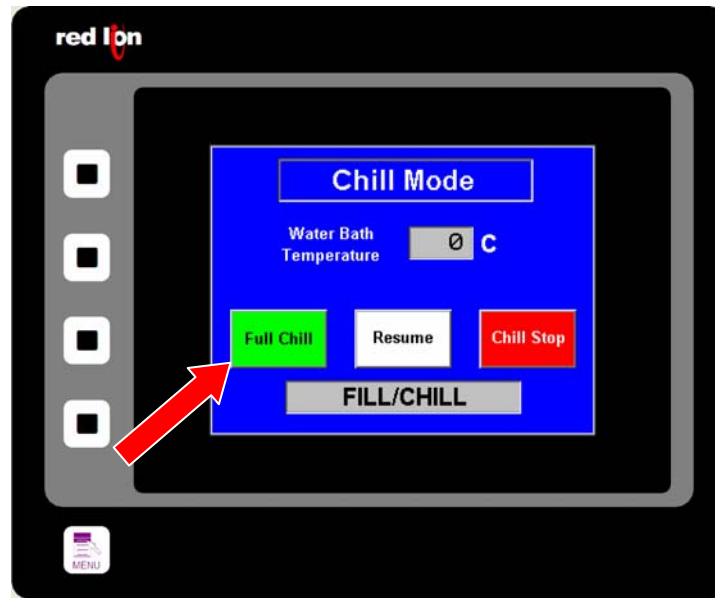 red lion
Chill Mode
Water Bath
Temperature
0 C
Full Chill
Resume
Chill Stop
FILL/CHILL
MENU